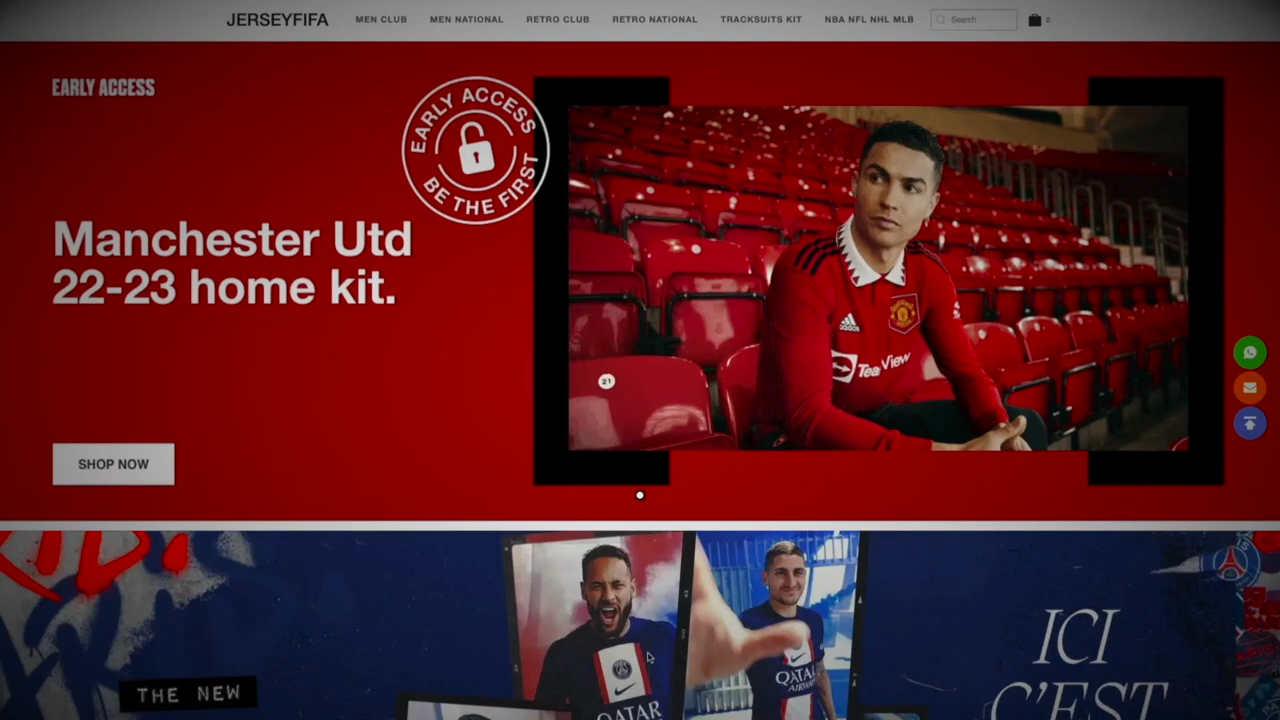 JERSEYFIFA
MEN CLUB
MEN NATIONAL
RETRO CLUB
RETRO NATIONAL
TRACKSUITS KIT
NBA NFL NHL MLB
Search
0
EARLY ACCESS
EARLY ACCESS
BE THE FIRST
Manchester Utd
22-23 home kit.
adidas
TeamViewer
21
SHOP NOW
QATAR
QATAR
AIRWAYS
THE NEW
ICI
C'EST